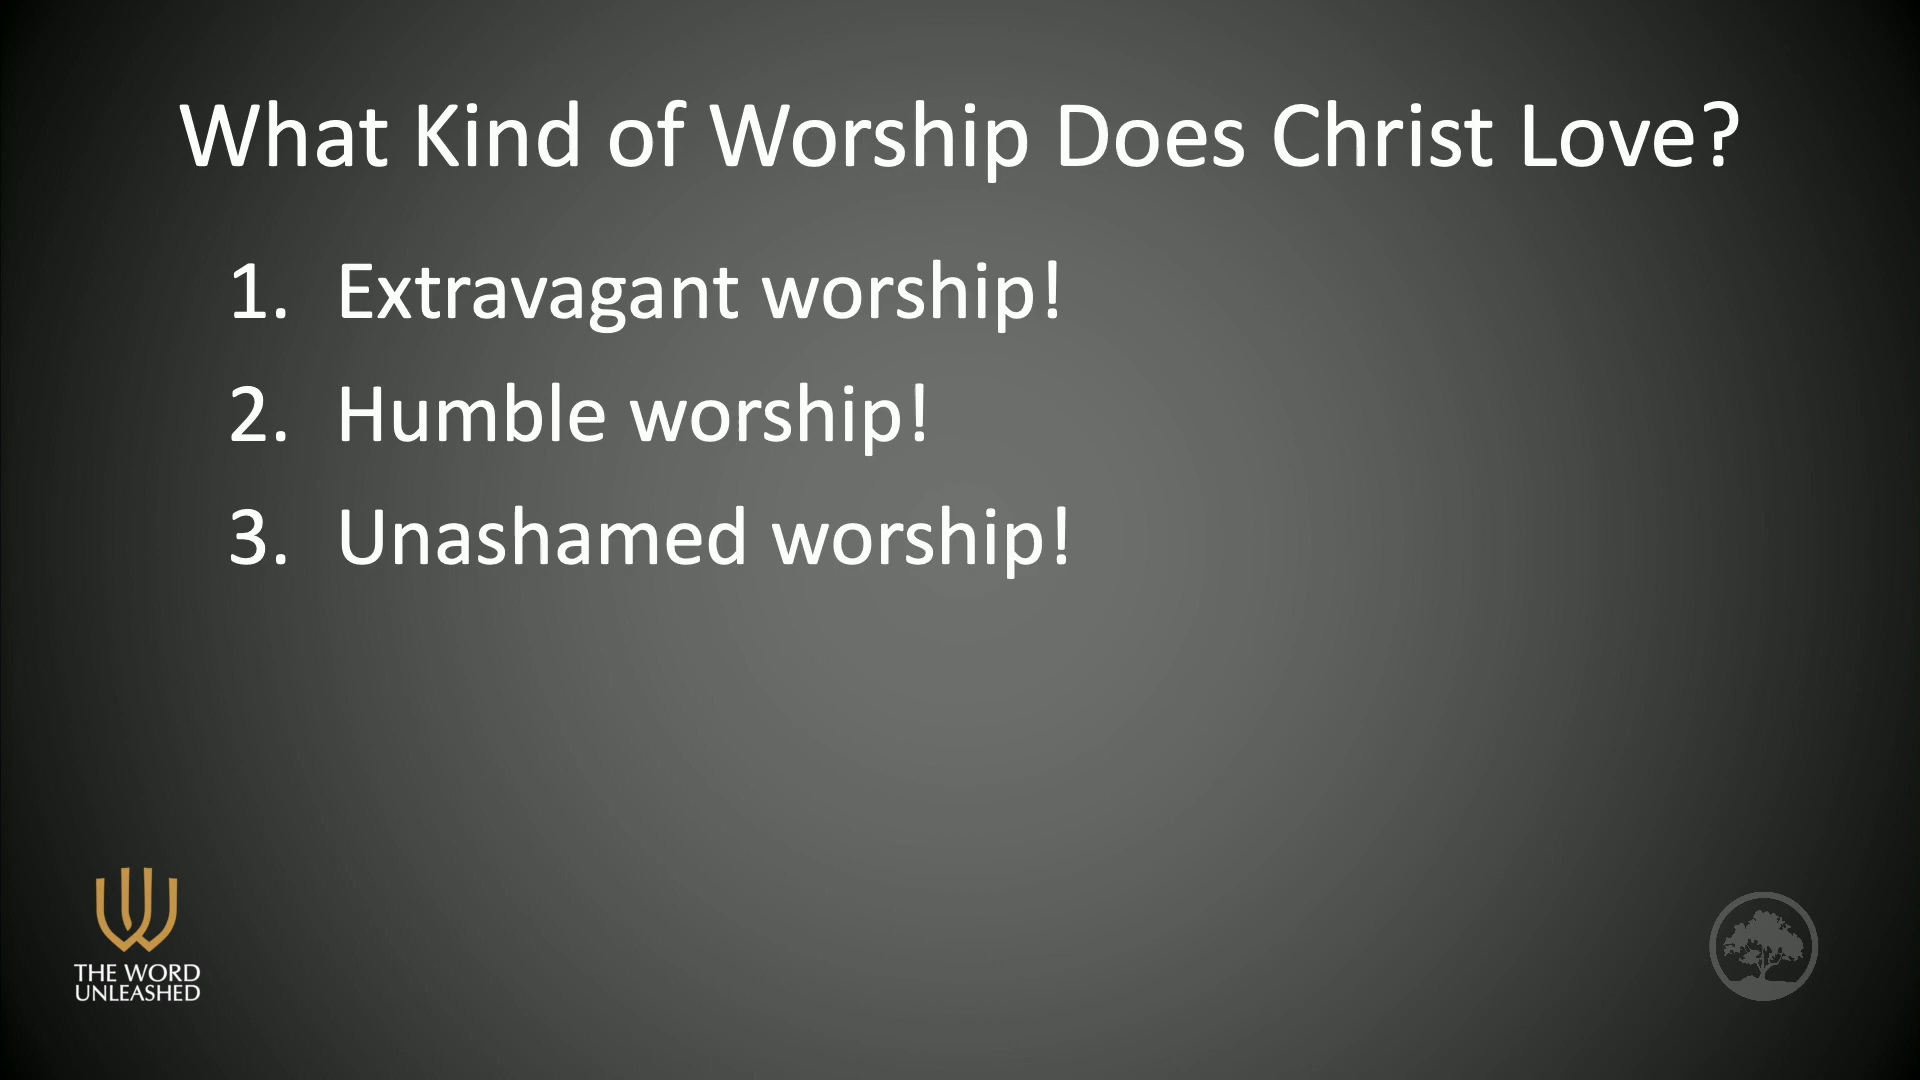 What Kind of Worship Does Christ Love?
1. Extravagant worship!
2. Humble worship!
3. Unashamed worship!
THE WORD
UNLEASHED